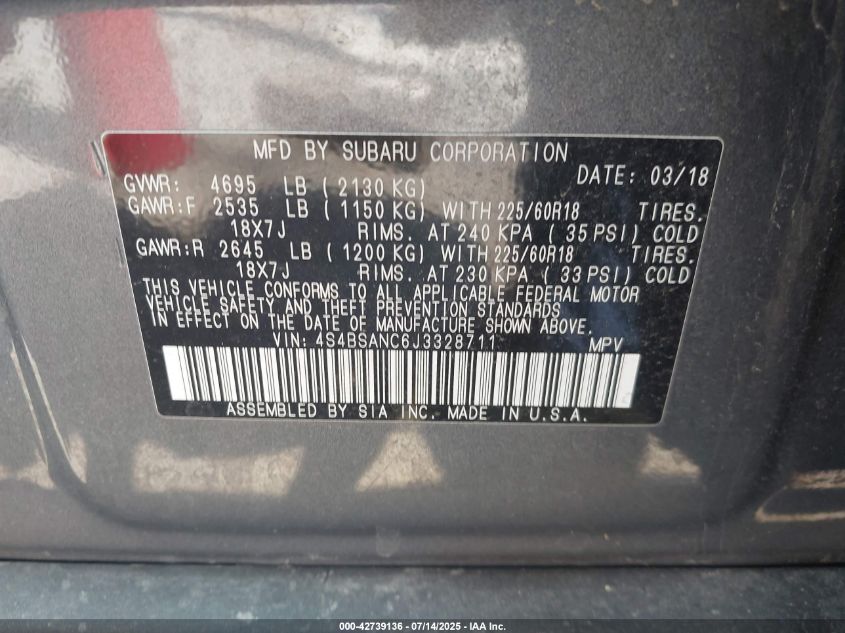 MFD BY SUBARU CORPORATION
DATE: 03/18
GVWR: 4695 LB (2130 KG)
GAWR:F 2535 LB (1150 KG) WITH 225/60R18 TIRES.
18X7J RIMS. AT 240 KPA (35 PSI) COLD
GAWR:R 2645 LB (1200 KG) WITH 225/60R18 TIRES.
18X7J RIMS. AT 230 KPA (33 PSI) COLD
THIS VEHICLE CONFORMS TO ALL APPLICABLE FEDERAL MOTOR
VEHICLE SAFETY AND THEFT PREVENTION STANDARDS
IN EFFECT ON THE DATE OF MANUFACTURE SHOWN ABOVE.
VIN: 4S4BSANC6J3328711 MPV
ASSEMBLED BY SIA INC. MADE IN U.S.A.
000-42739136 - 07/14/2025 - IAA Inc.